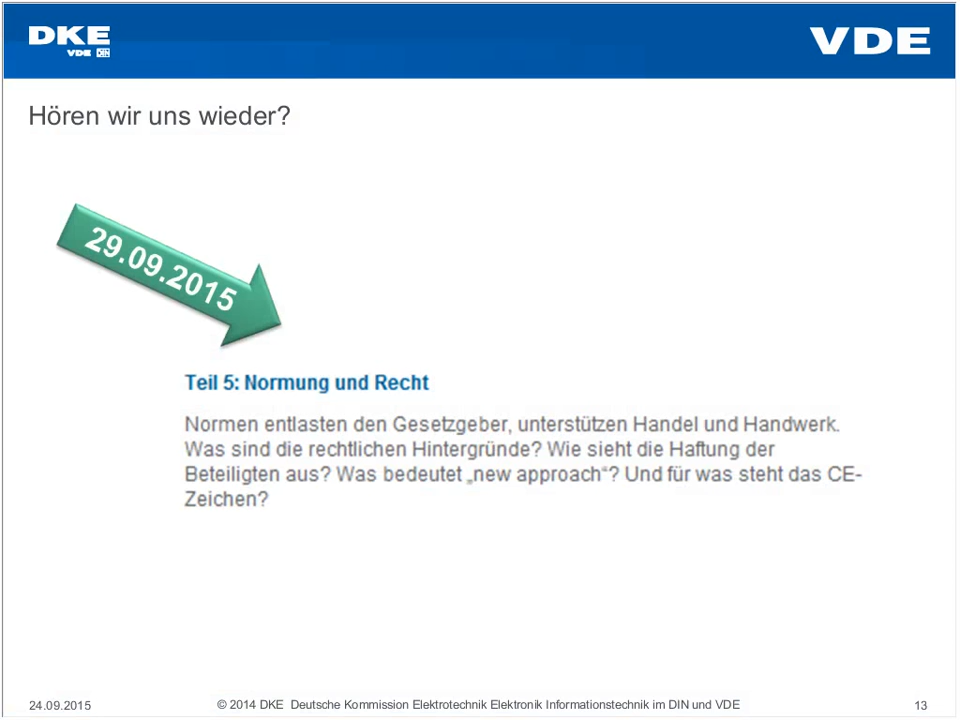 DKE
VDE DIN
VDE
Hören wir uns wieder?
29.09.2015
Teil 5: Normung und Recht
Normen entlasten den Gesetzgeber, unterstützen Handel und Handwerk.
Was sind die rechtlichen Hintergründe? Wie sieht die Haftung der
Beteiligten aus? Was bedeutet „new approach“? Und für was steht das CE-
Zeichen?
24.09.2015
© 2014 DKE Deutsche Kommission Elektrotechnik Elektronik Informationstechnik im DIN und VDE
13